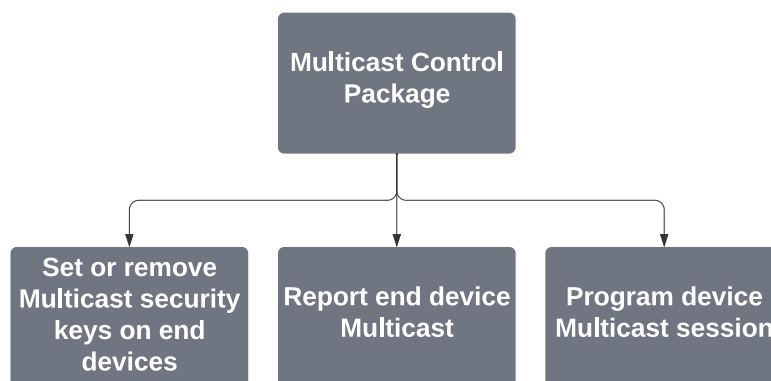 Multicast Control
Package
Set or remove
Multicast security
keys on end
devices
Report end device
Multicast
Program device
Multicast session